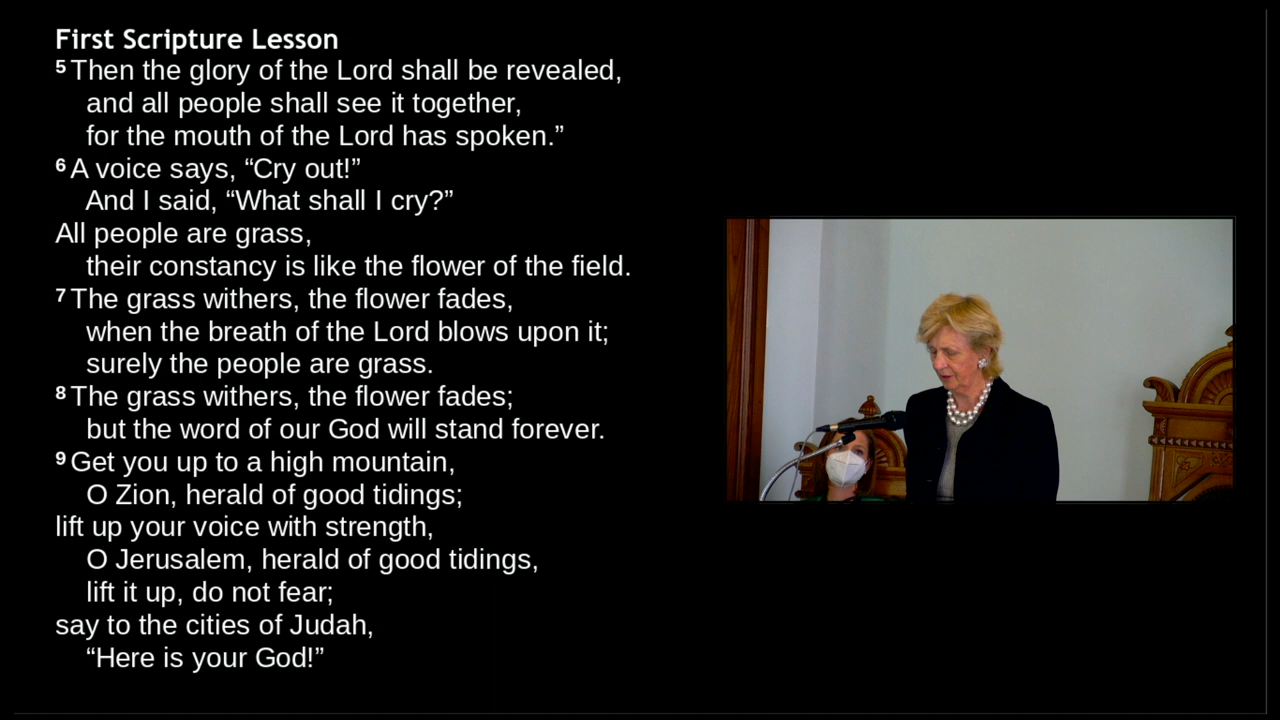 First Scripture Lesson
5 Then the glory of the Lord shall be revealed,
and all people shall see it together,
for the mouth of the Lord has spoken.”
6 A voice says, “Cry out!”
And I said, “What shall I cry?”
All people are grass,
their constancy is like the flower of the field.
7 The grass withers, the flower fades,
when the breath of the Lord blows upon it;
surely the people are grass.
8 The grass withers, the flower fades;
but the word of our God will stand forever.
9 Get you up to a high mountain,
O Zion, herald of good tidings;
lift up your voice with strength,
O Jerusalem, herald of good tidings,
lift it up, do not fear;
say to the cities of Judah,
“Here is your God!”